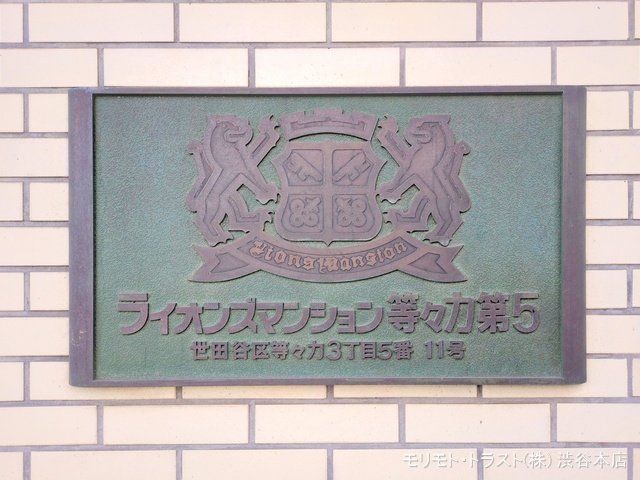 Lions Mansion
ライオンズマンション等々力第5
世田谷区等々力3丁目5番 11号
モリモト・トラスト(株) 渋谷本店